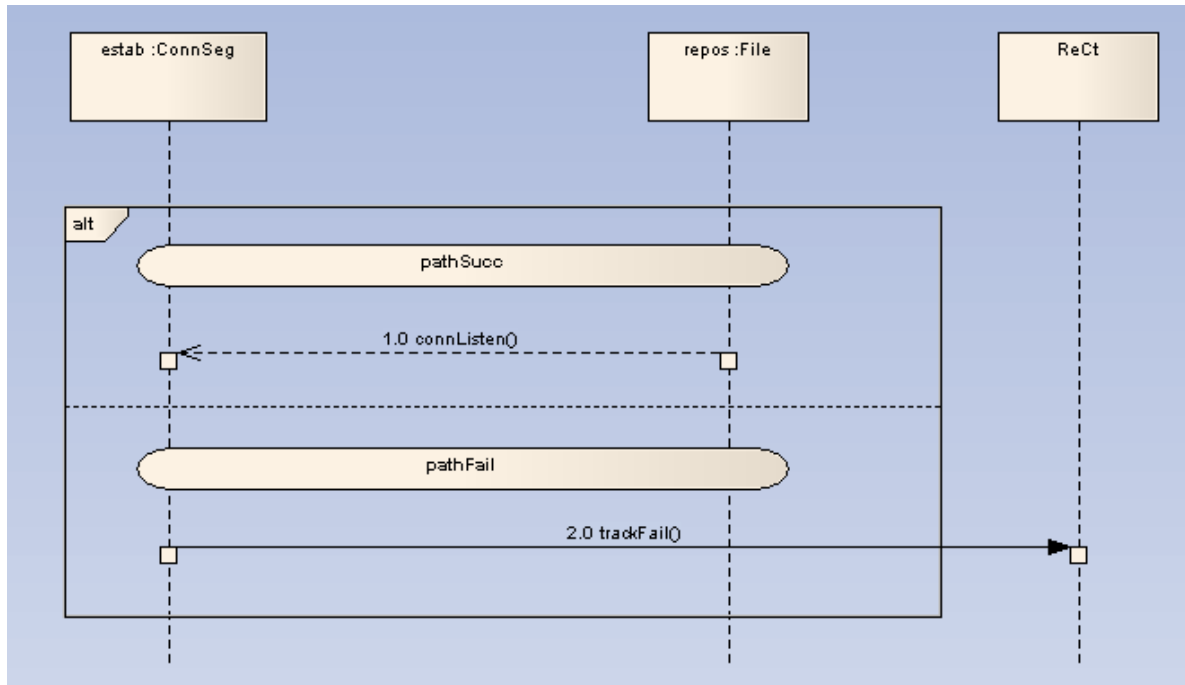 estab :ConnSeg
repos :File
ReCt
alt
pathSucc
1.0 connListen()
pathFail
2.0 trackFail()